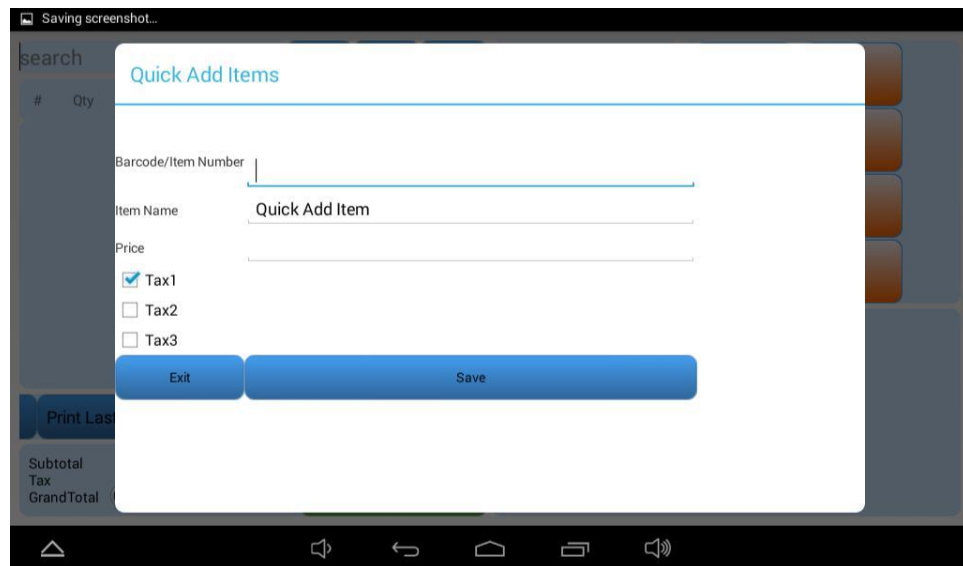 Saving screenshot...
search
Quick Add Items
# Qty
Barcode/Item Number
Item Name Quick Add Item
Price
Tax1
Tax2
Tax3
Exit Save
Print Last
Subtotal
Tax
GrandTotal